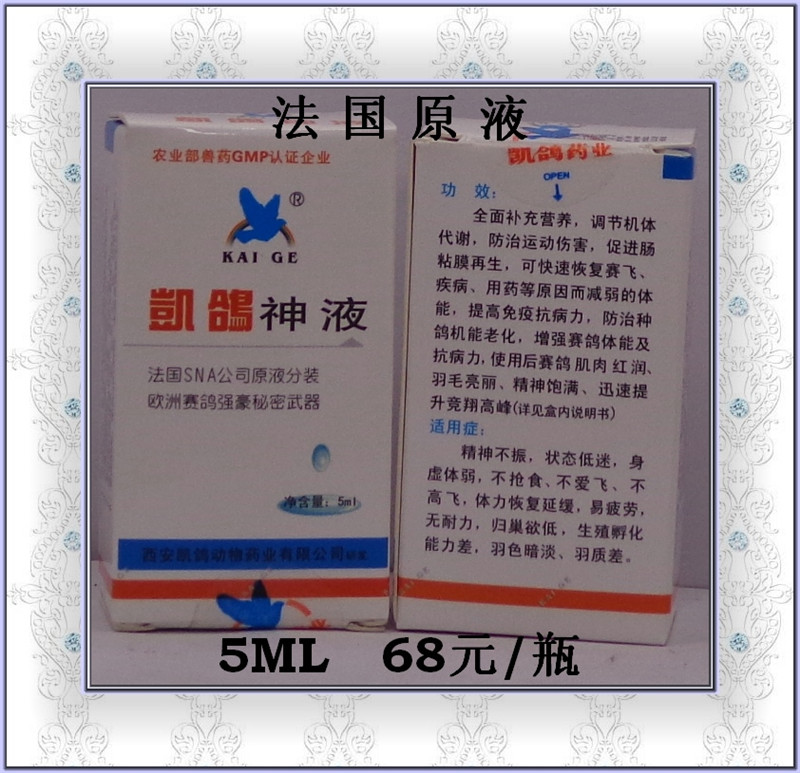 法国原液
农业部兽药GMP认证企业
®
KAI GE
凱鴿神液
法国SNA公司原液分装
欧洲赛鸽强豪秘密武器
净含量：5ml
西安凯鸽动物药业有限公司研发
凱鴿药业
OPEN
功 效：
全面补充营养，调节机体
代谢，防治运动伤害，促进肠
粘膜再生，可快速恢复赛飞、
疾病、用药等原因而减弱的体
能，提高免疫抗病力，防治种
鸽机能老化，增强赛鸽体能及
抗病力，使用后赛鸽肌肉红润、
羽毛亮丽、精神饱满、迅速提
升竞翔高峰(详见盒内说明书)
适用症：
精神不振，状态低迷，身
虚体弱，不抢食、不爱飞、不
高飞，体力恢复延缓，易疲劳，
无耐力，归巢欲低，生殖孵化
能力差，羽色暗淡、羽质差。
KAI GE
KAI GE
5ML 68元/瓶